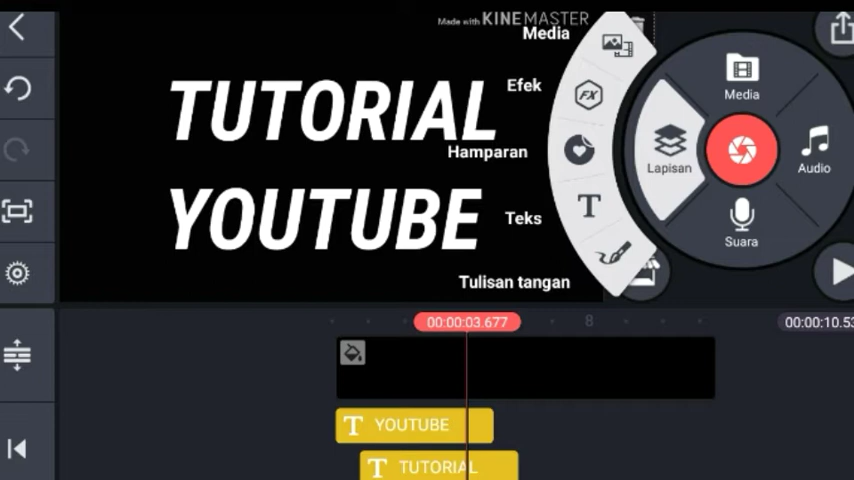 Made with KINEMASTER
Media
Efek
Hamparan
Teks
Tulisan tangan
TUTORIAL
YOUTUBE
Media
Lapisan
Audio
Suara
00:00:03.677
8
00:00:10.53
T YOUTUBE
T TUTORIAL